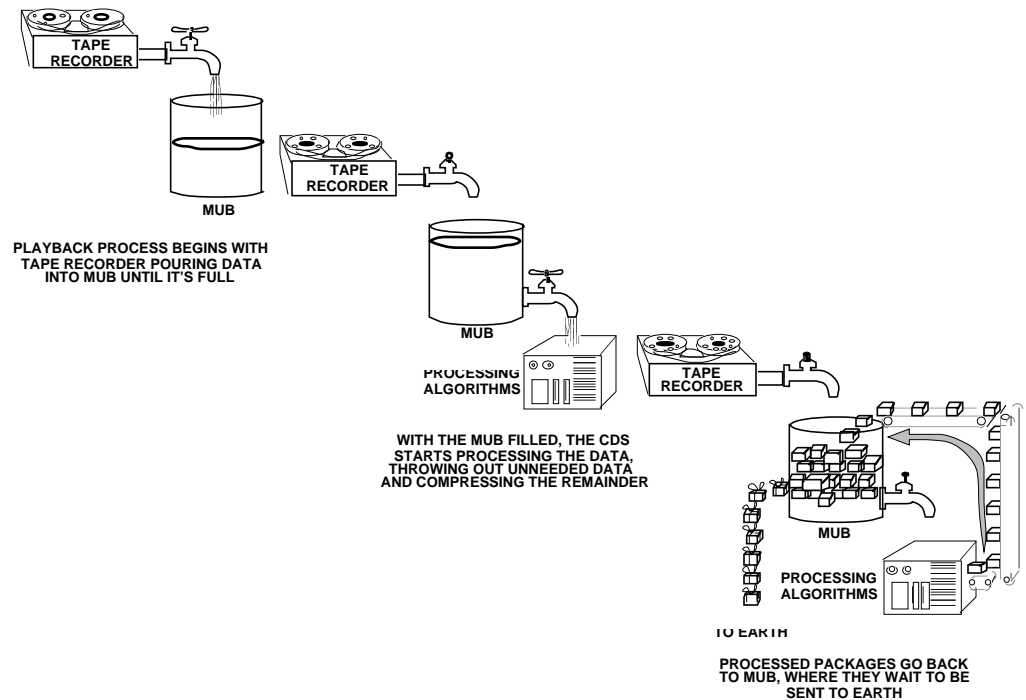 TAPE
RECORDER
MUB
PLAYBACK PROCESS BEGINS WITH
TAPE RECORDER POURING DATA
INTO MUB UNTIL IT'S FULL
TAPE
RECORDER
MUB
PROCESSING
ALGORITHMS
WITH THE MUB FILLED, THE CDS
STARTS PROCESSING THE DATA,
THROWING OUT UNNEEDED DATA
AND COMPRESSING THE REMAINDER
TAPE
RECORDER
MUB
PROCESSING
ALGORITHMS
TO EARTH
PROCESSED PACKAGES GO BACK
TO MUB, WHERE THEY WAIT TO BE
SENT TO EARTH